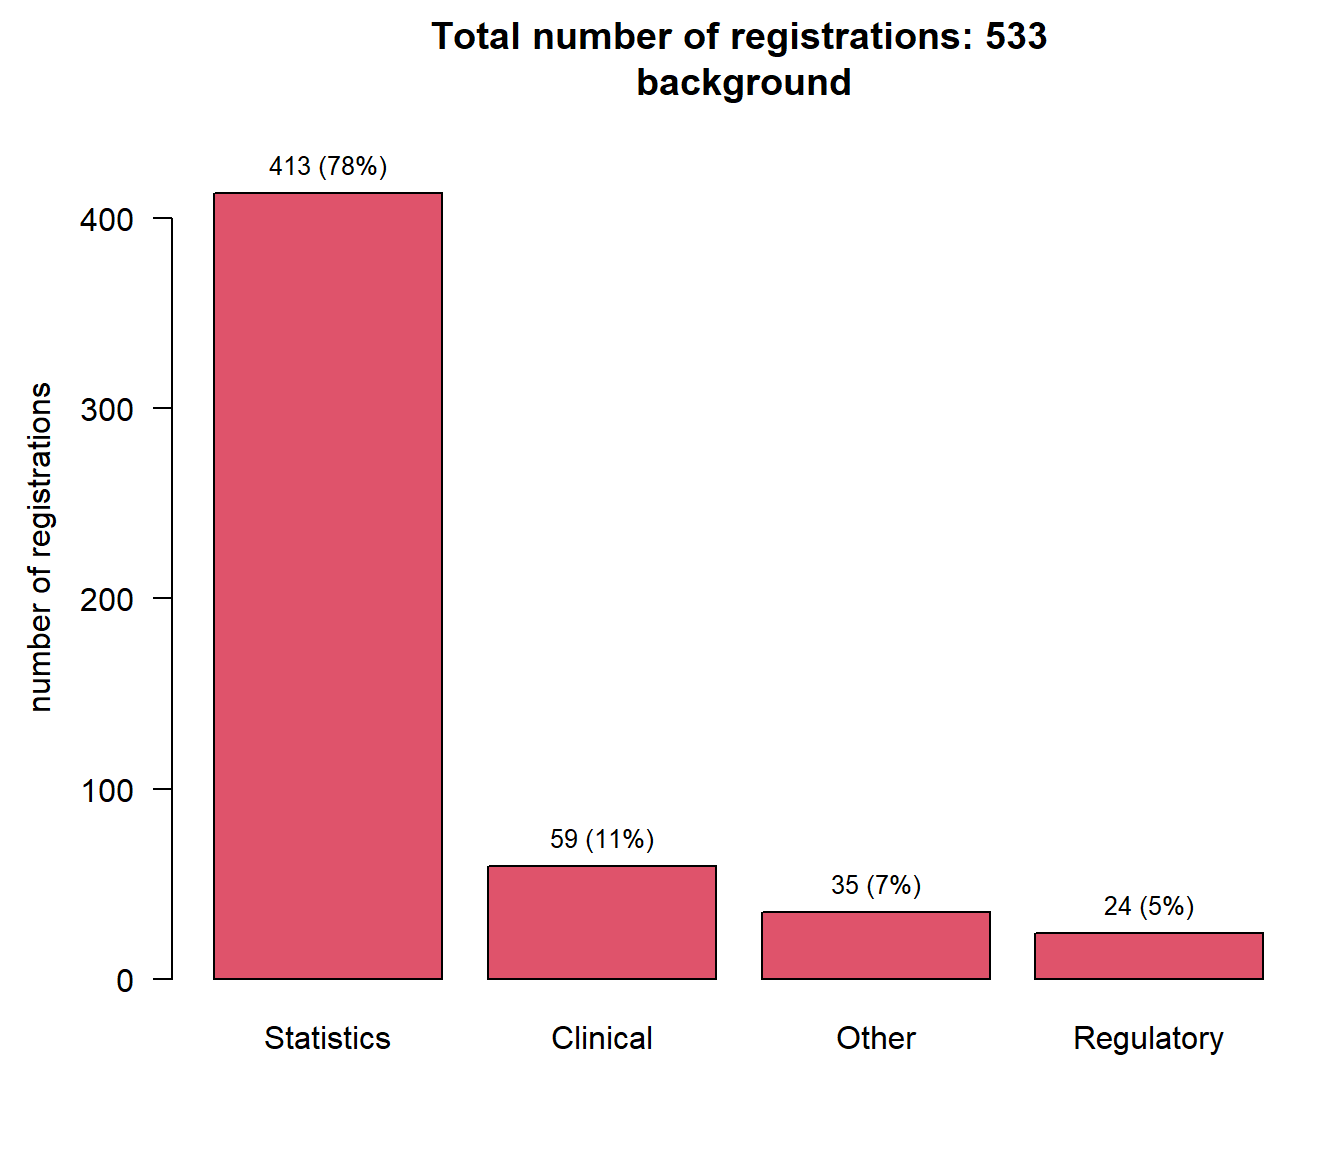 Total number of registrations: 533
background
number of registrations
400
300
200
100
0
413 (78%)
59 (11%)
35 (7%)
24 (5%)
Statistics
Clinical
Other
Regulatory